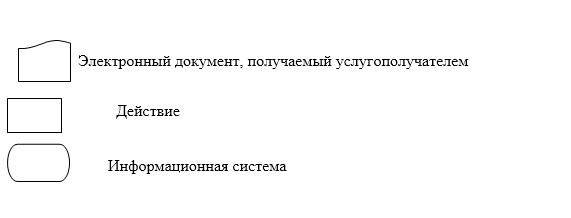 Электронный документ, получаемый услугополучателем
Действие
Информационная система